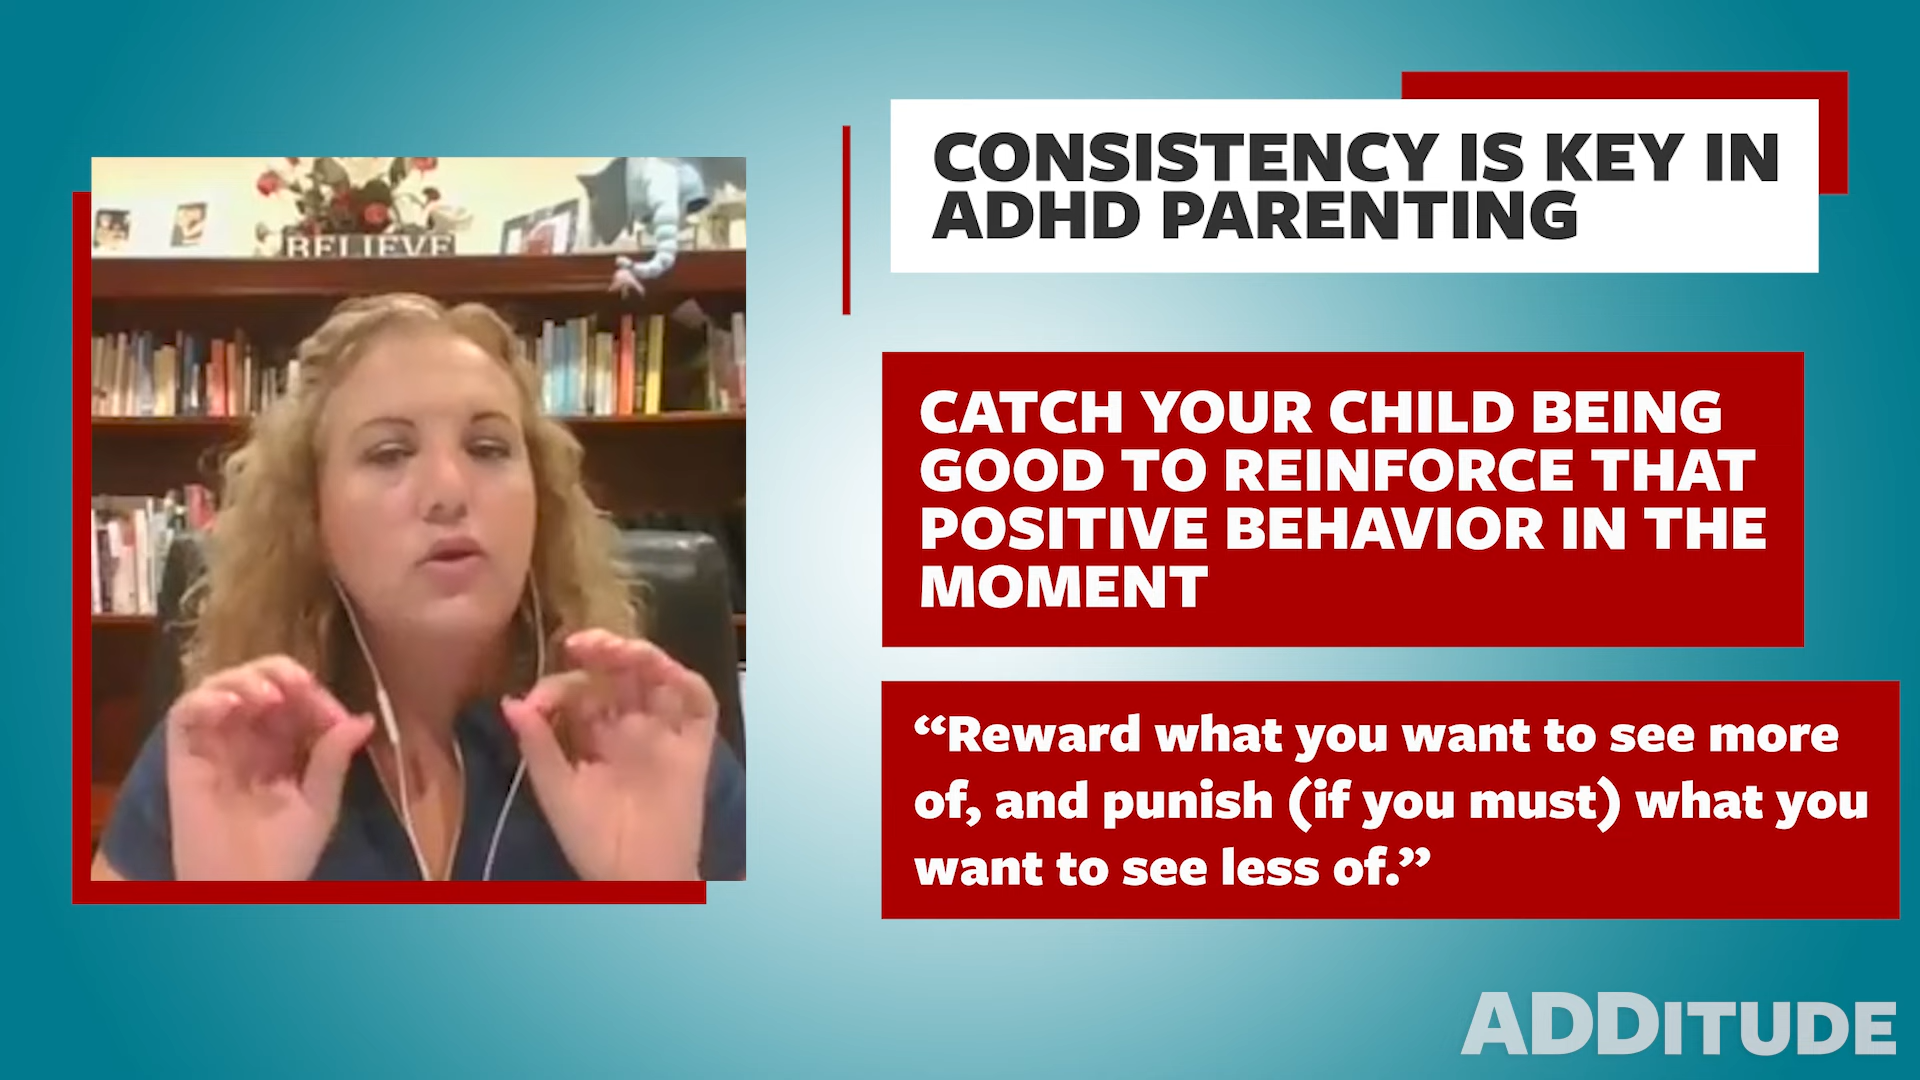 BELIEVE
CONSISTENCY IS KEY IN
ADHD PARENTING
CATCH YOUR CHILD BEING
GOOD TO REINFORCE THAT
POSITIVE BEHAVIOR IN THE
MOMENT
“Reward what you want to see more
of, and punish (if you must) what you
want to see less of.”
ADDITUDE